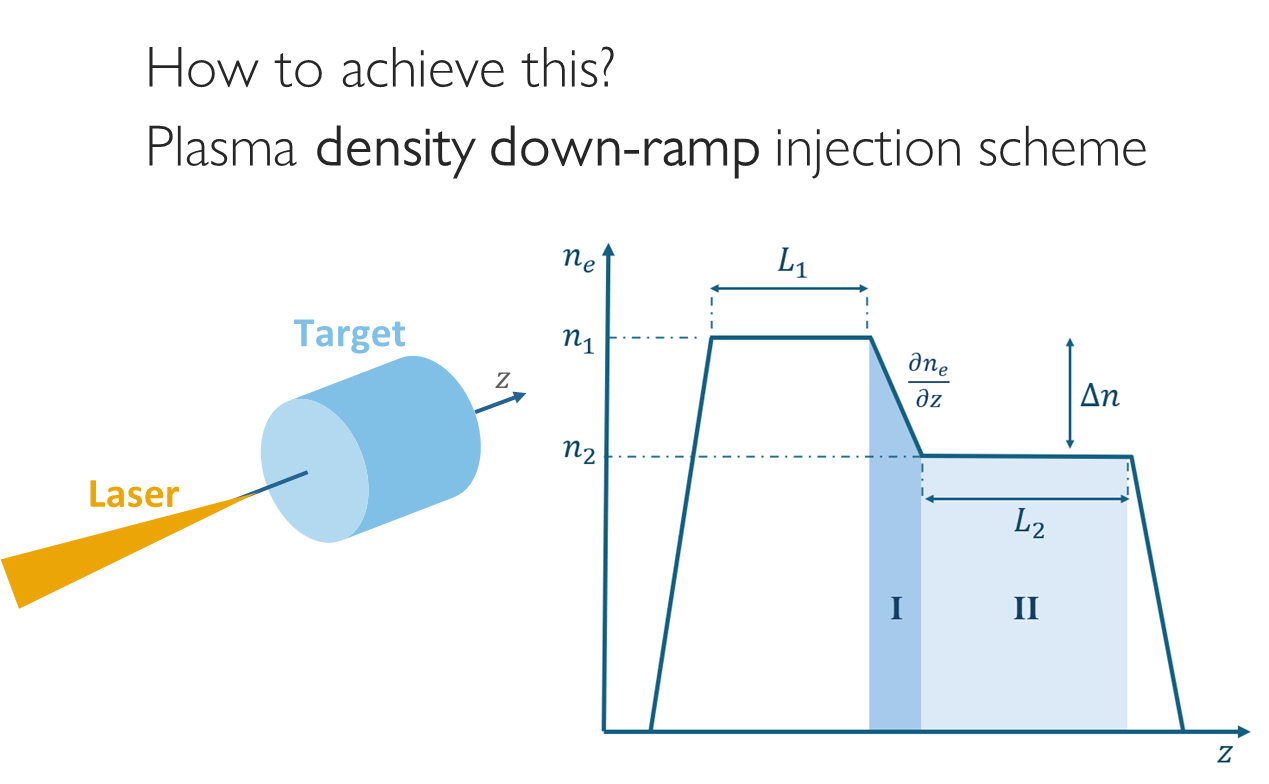 How to achieve this?
Plasma density down-ramp injection scheme
Target
z
Laser
n_e
L_1
n_1
∂n_e/∂z
Δn
n_2
L_2
I
II
z